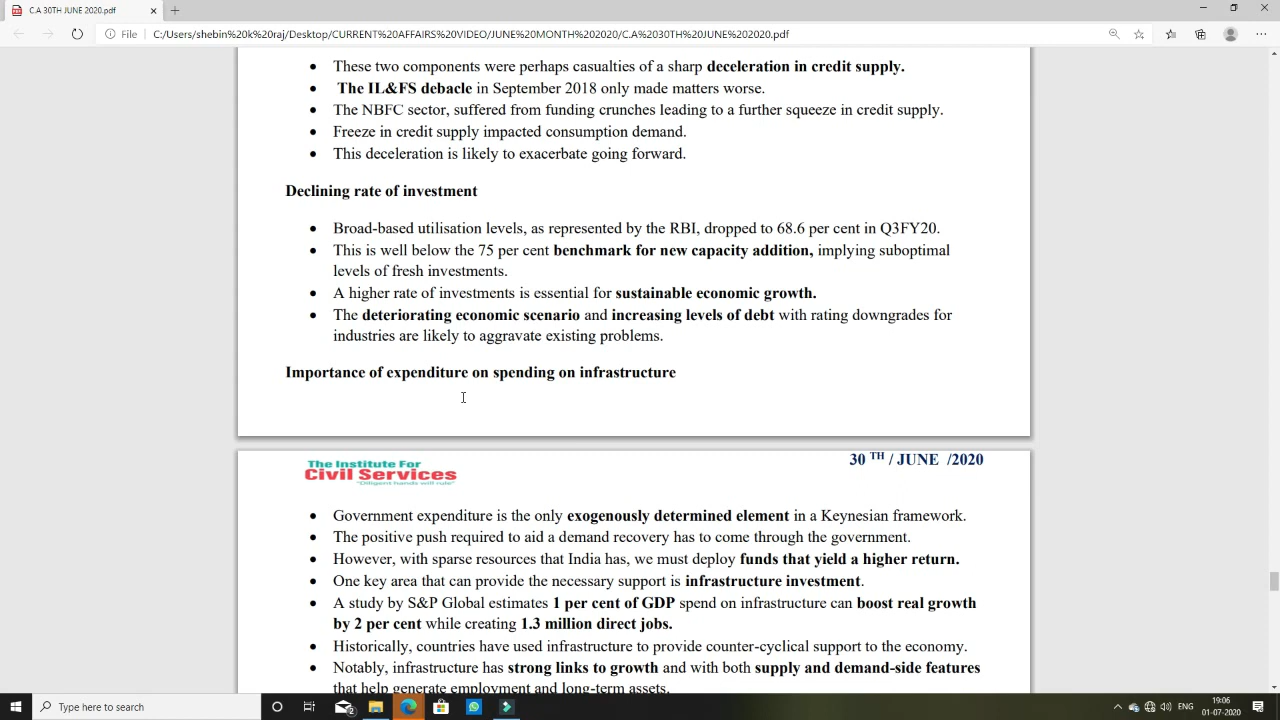 C.A 30TH JUNE 2020.pdf
File
C:/Users/shebin%20k%20raj/Desktop/CURRENT%20AFFAIRS%20VIDEO/JUNE%20MONTH%202020/C.A%2030TH%20JUNE%202020.pdf
• These two components were perhaps casualties of a sharp deceleration in credit supply.
• The IL&FS debacle in September 2018 only made matters worse.
• The NBFC sector, suffered from funding crunches leading to a further squeeze in credit supply.
• Freeze in credit supply impacted consumption demand.
• This deceleration is likely to exacerbate going forward.
Declining rate of investment
• Broad-based utilisation levels, as represented by the RBI, dropped to 68.6 per cent in Q3FY20.
• This is well below the 75 per cent benchmark for new capacity addition, implying suboptimal
levels of fresh investments.
• A higher rate of investments is essential for sustainable economic growth.
• The deteriorating economic scenario and increasing levels of debt with rating downgrades for
industries are likely to aggravate existing problems.
Importance of expenditure on spending on infrastructure
The Institute For
Civil Services
"Diligent hands will rule"
30 TH / JUNE /2020
• Government expenditure is the only exogenously determined element in a Keynesian framework.
• The positive push required to aid a demand recovery has to come through the government.
• However, with sparse resources that India has, we must deploy funds that yield a higher return.
• One key area that can provide the necessary support is infrastructure investment.
• A study by S&P Global estimates 1 per cent of GDP spend on infrastructure can boost real growth
by 2 per cent while creating 1.3 million direct jobs.
• Historically, countries have used infrastructure to provide counter-cyclical support to the economy.
• Notably, infrastructure has strong links to growth and with both supply and demand-side features
that help generate employment and long-term assets.
Type here to search
2
ENG
19:06
01-07-2020